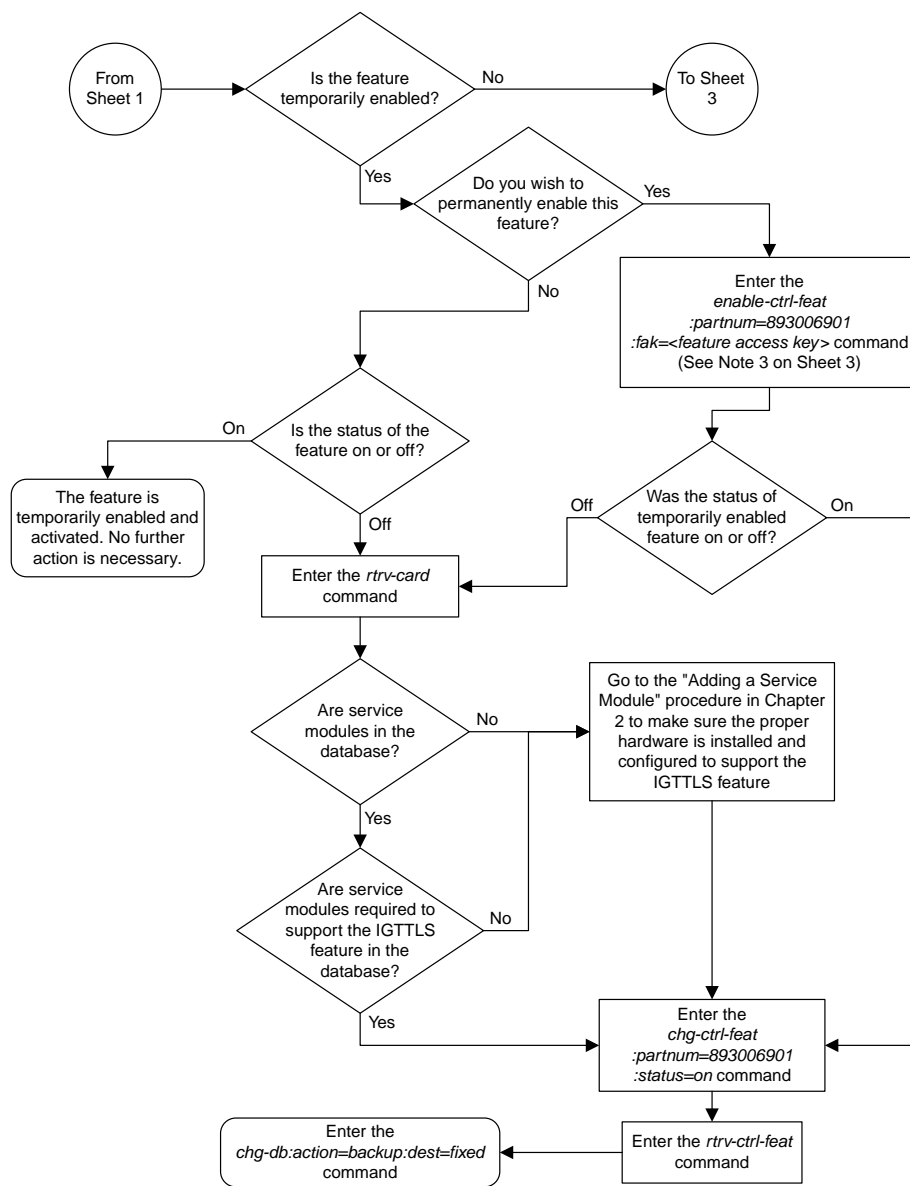 From
Sheet 1
Is the feature
temporarily enabled?
No
To Sheet
3
Yes
Do you wish to
permanently enable this
feature?
Yes
No
Enter the
enable-ctrl-feat
:partnum=893006901
:fak=<feature access key> command
(See Note 3 on Sheet 3)
On
Is the status of the
feature on or off?
Off
The feature is
temporarily enabled and
activated. No further
action is necessary.
Off
Was the status of
temporarily enabled
feature on or off?
On
Enter the rtrv-card
command
Are service
modules in the
database?
No
Yes
Go to the "Adding a Service
Module" procedure in Chapter
2 to make sure the proper
hardware is installed and
configured to support the
IGTTLS feature
Are service
modules required to
support the IGTTLS
feature in the
database?
No
Yes
Enter the
chg-ctrl-feat
:partnum=893006901
:status=on command
Enter the rtrv-ctrl-feat
command
Enter the
chg-db:action=backup:dest=fixed
command